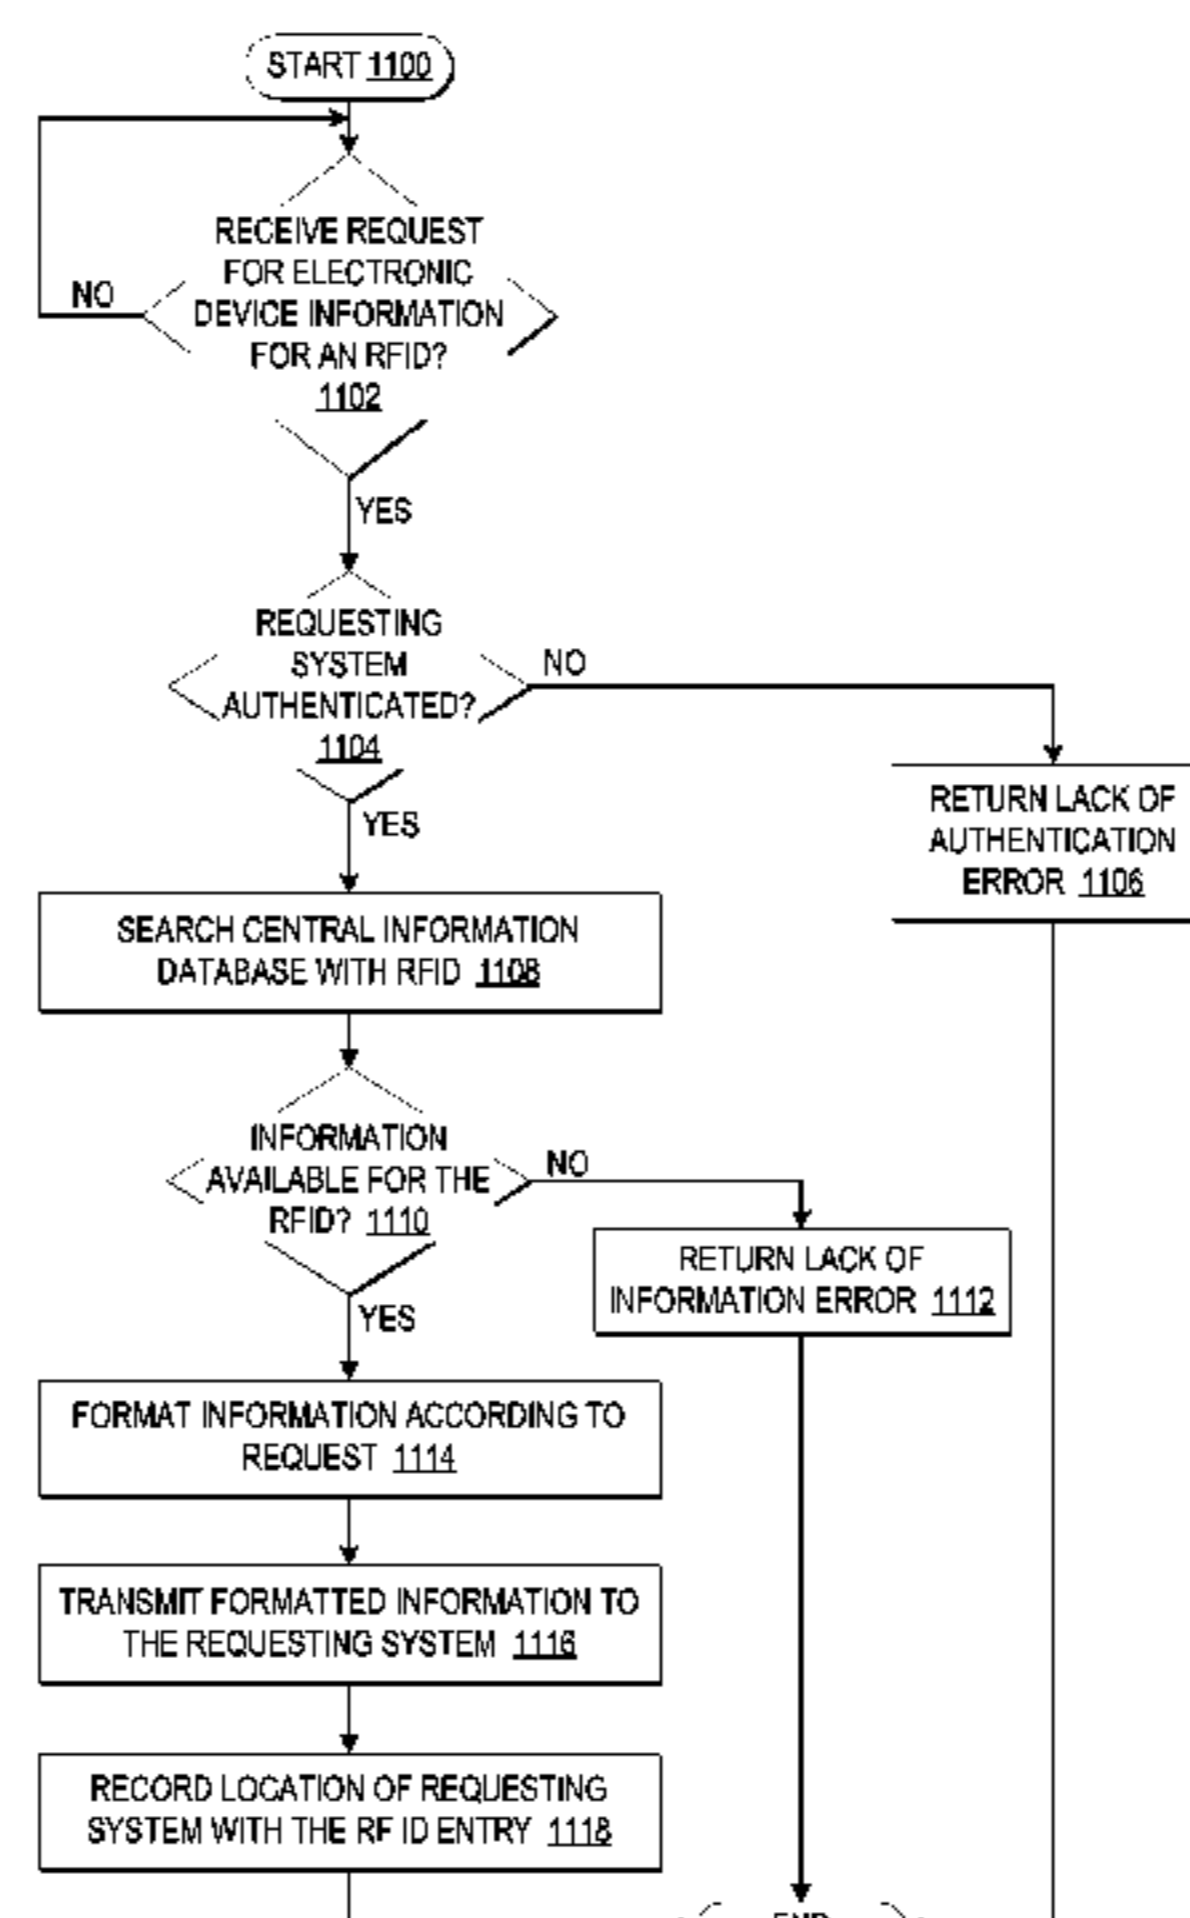 START 1100
RECEIVE REQUEST
FOR ELECTRONIC
DEVICE INFORMATION
FOR AN RFID?
1102
NO
YES
REQUESTING
SYSTEM
AUTHENTICATED?
1104
NO
YES
RETURN LACK OF
AUTHENTICATION
ERROR 1106
SEARCH CENTRAL INFORMATION
DATABASE WITH RFID 1108
INFORMATION
AVAILABLE FOR THE
RFID? 1110
NO
YES
RETURN LACK OF
INFORMATION ERROR 1112
FORMAT INFORMATION ACCORDING TO
REQUEST 1114
TRANSMIT FORMATTED INFORMATION TO
THE REQUESTING SYSTEM 1116
RECORD LOCATION OF REQUESTING
SYSTEM WITH THE RF ID ENTRY 1118